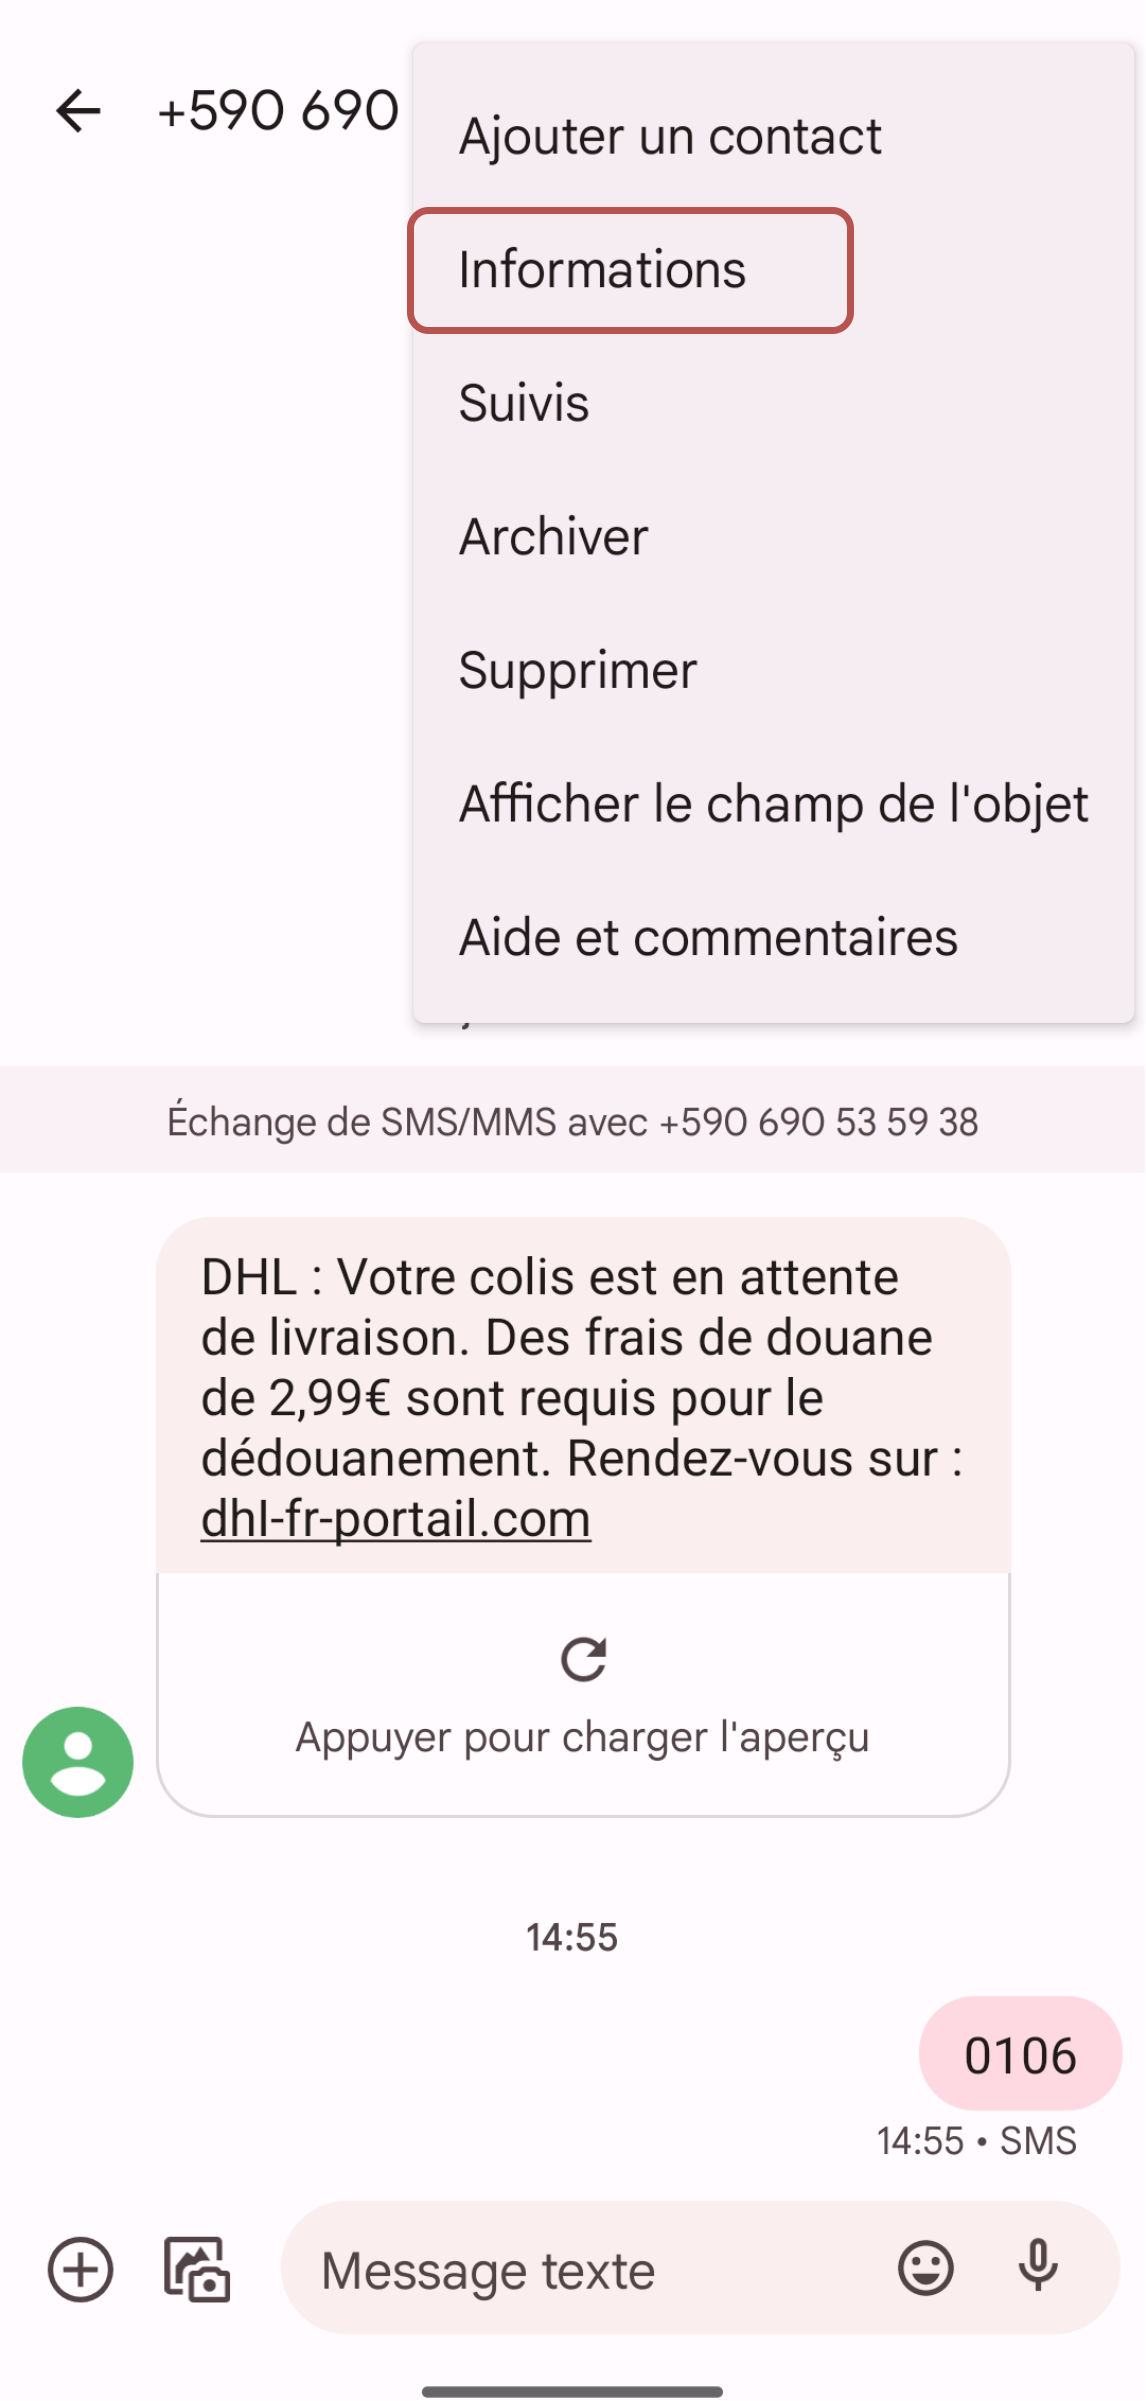 +590 690
Ajouter un contact
Informations
Suivis
Archiver
Supprimer
Afficher le champ de l'objet
Aide et commentaires
Échange de SMS/MMS avec +590 690 53 59 38
DHL : Votre colis est en attente
de livraison. Des frais de douane
de 2,99€ sont requis pour le
dédouanement. Rendez-vous sur :
dhl-fr-portail.com
Appuyer pour charger l'aperçu
14:55
0106
14:55 • SMS
Message texte